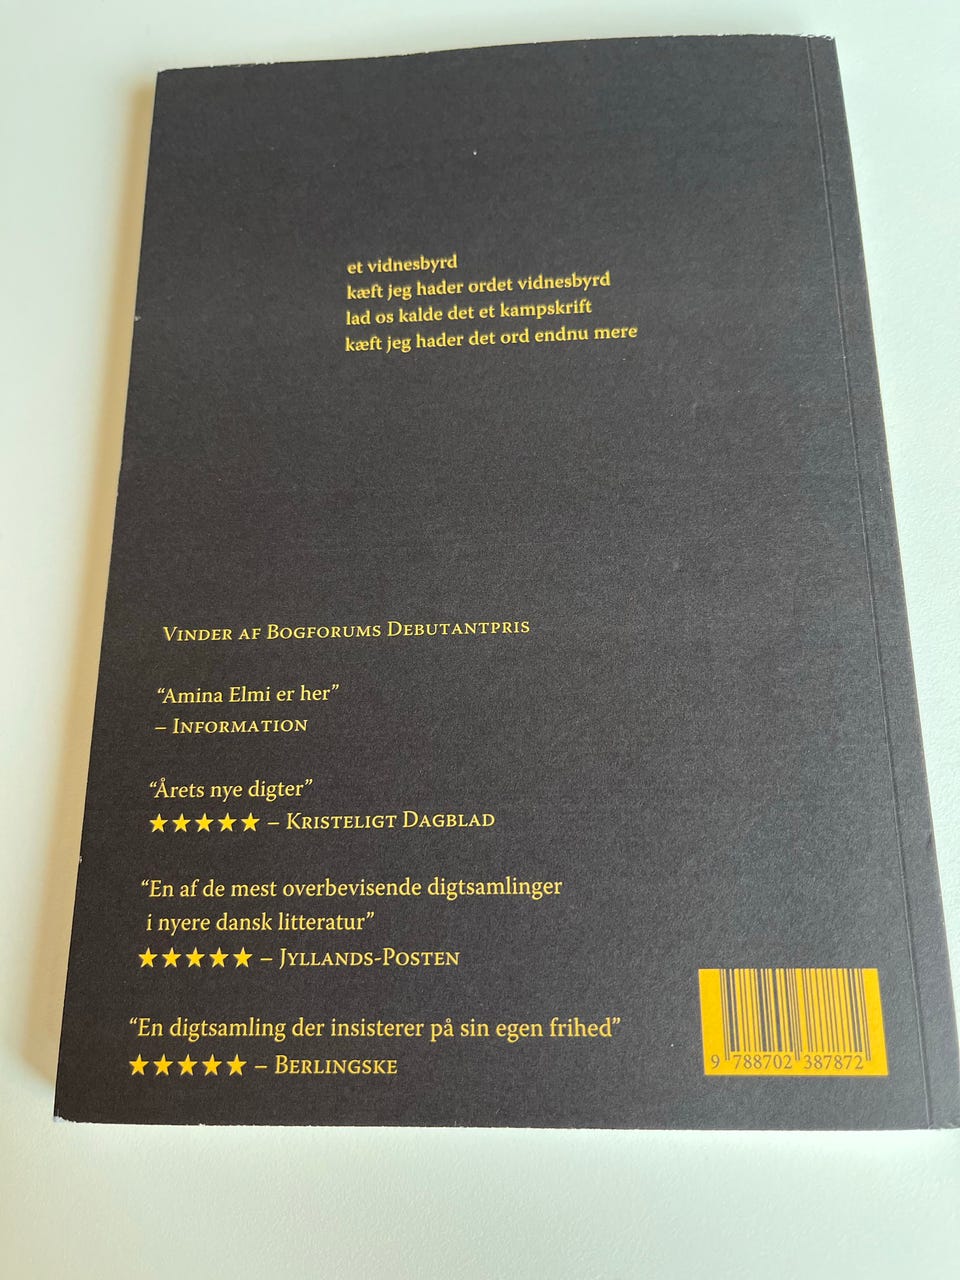 et vidnesbyrd
kæft jeg hader ordet vidnesbyrd
lad os kalde det et kampskrift
kæft jeg hader det ord endnu mere
Vinder af Bogforums Debutantpris
“Amina Elmi er her”
– Information
“Årets nye digter”
★★★★★ – Kristeligt Dagblad
“En af de mest overbevisende digtsamlinger
i nyere dansk litteratur”
★★★★★ – Jyllands-Posten
“En digtsamling der insisterer på sin egen frihed”
★★★★★ – Berlingske
9 788702 387872